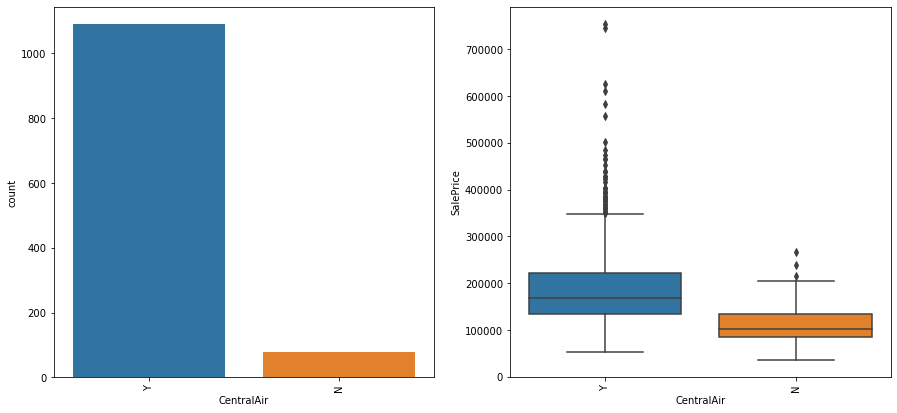 1000
800
600
400
200
0
count
Y
N
CentralAir
700000
600000
500000
400000
300000
200000
100000
0
SalePrice
Y
N
CentralAir